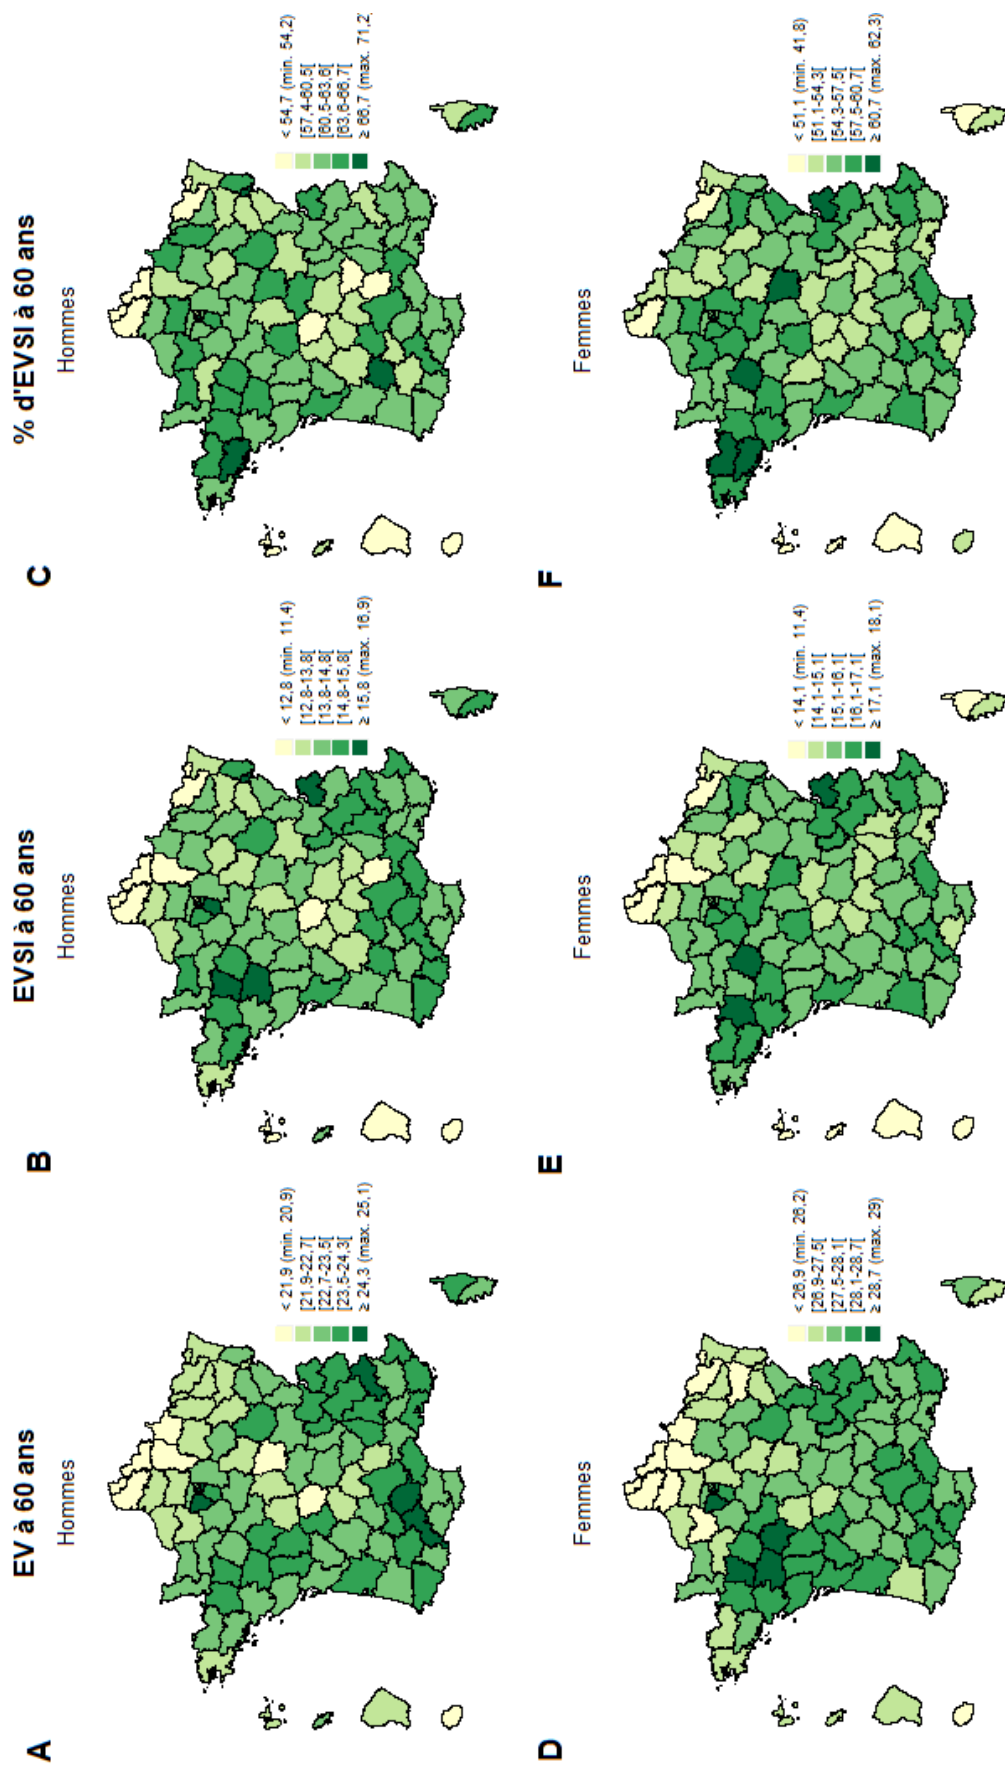 EV à 60 ans
EVSI à 60 ans
% d'EVSI à 60 ans
A
Hommes
< 21,9 (min. 20,9)
[21,9-22,7[
[22,7-23,5[
[23,5-24,3[
≥ 24,3 (max. 25,1)
B
Hommes
< 12,8 (min. 11,4)
[12,8-13,8[
[13,8-14,8[
[14,8-15,8[
≥ 15,8 (max. 16,9)
C
Hommes
< 54,7 (min. 54,2)
[57,4-60,5[
[60,5-63,6[
[63,6-66,7[
≥ 66,7 (max. 71,2)
D
Femmes
< 26,9 (min. 26,2)
[26,9-27,5[
[27,5-28,1[
[28,1-28,7[
≥ 28,7 (max. 29)
E
Femmes
< 14,1 (min. 11,4)
[14,1-15,1[
[15,1-16,1[
[16,1-17,1[
≥ 17,1 (max. 18,1)
F
Femmes
< 51,1 (min. 41,8)
[51,1-54,3[
[54,3-57,5[
[57,5-60,7[
≥ 60,7 (max. 62,3)